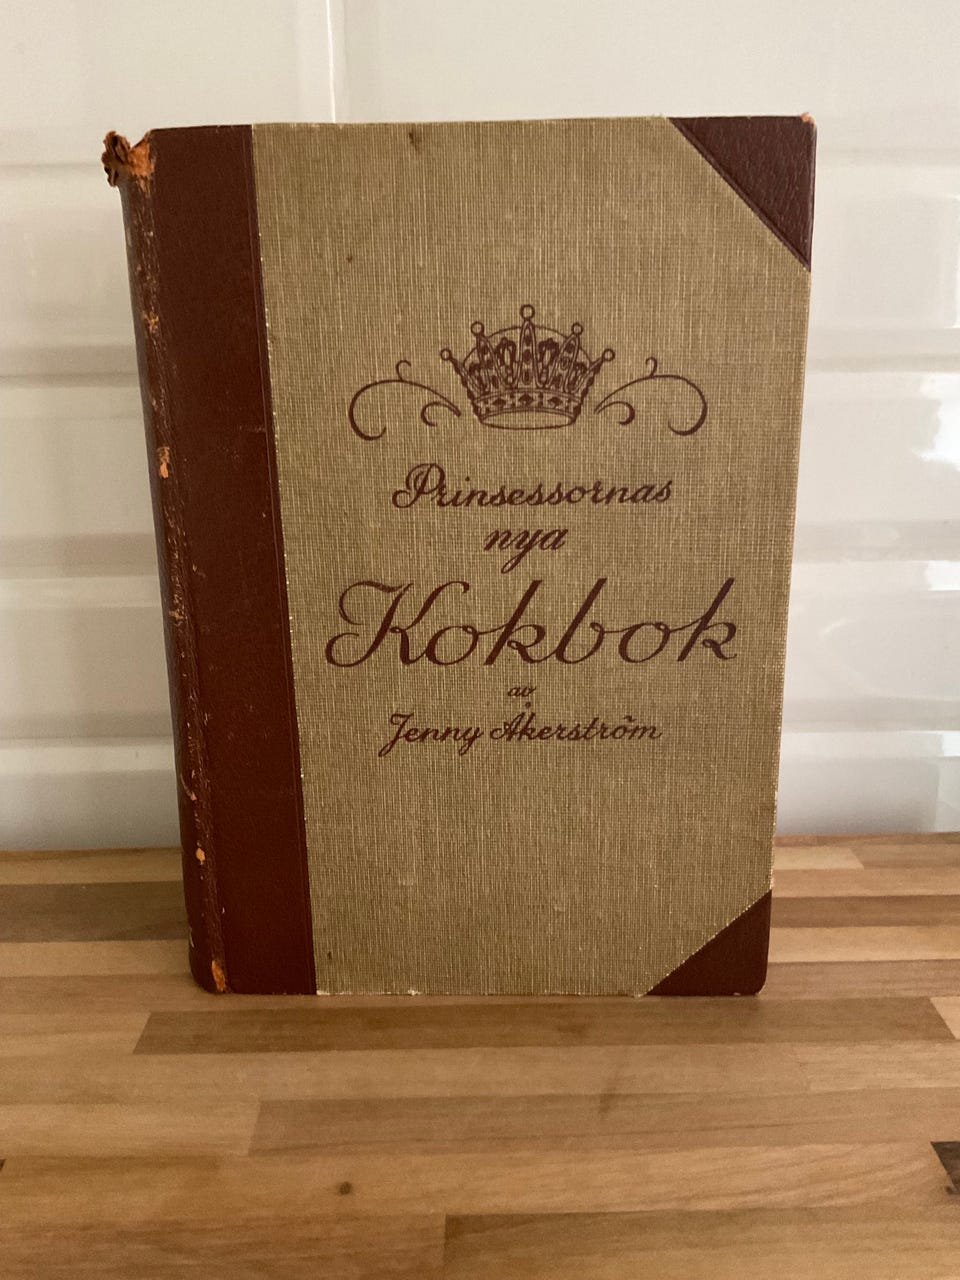 Prinsessornas
nya
Kokbok
av
Jenny Åkerström